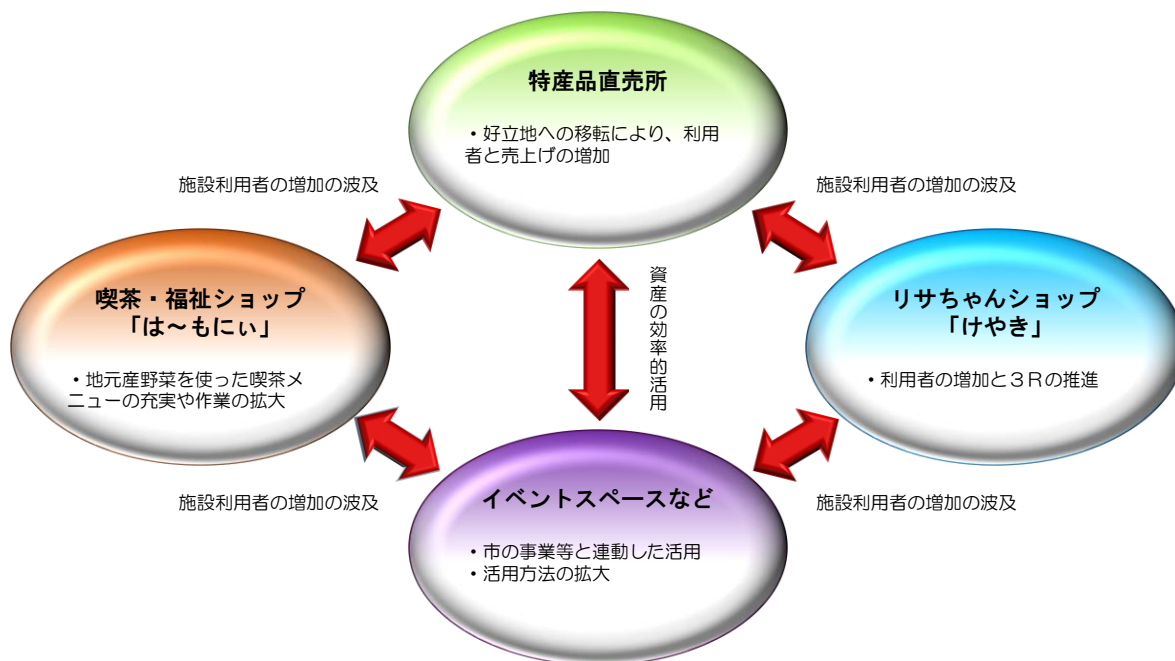 特産品直売所
・好立地への移転により、利用
者と売上げの増加
施設利用者の増加の波及
施設利用者の増加の波及
喫茶・福祉ショップ
「は～もにぃ」
・地元産野菜を使った喫茶メ
ニューの充実や作業の拡大
資産の効率的活用
リサちゃんショップ
「けやき」
・利用者の増加と３Ｒの推進
施設利用者の増加の波及
施設利用者の増加の波及
イベントスペースなど
・市の事業等と連動した活用
・活用方法の拡大